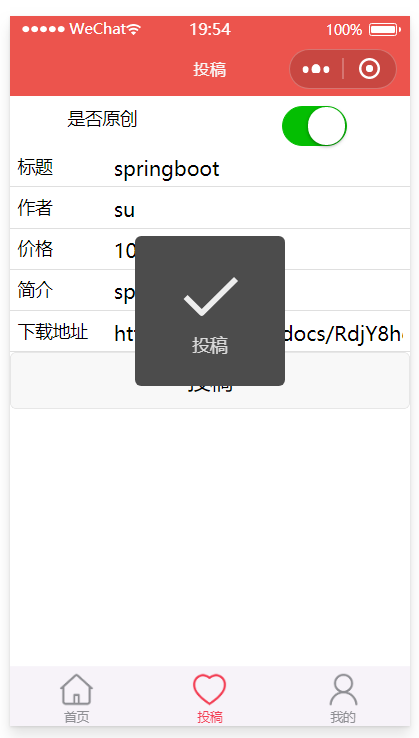 WeChat 19:54 100%
投稿
是否原创
标题 springboot
作者 su
价格 10
简介 sp
下载地址 ht docs/RdjY8h
投稿
投稿
首页 投稿 我的